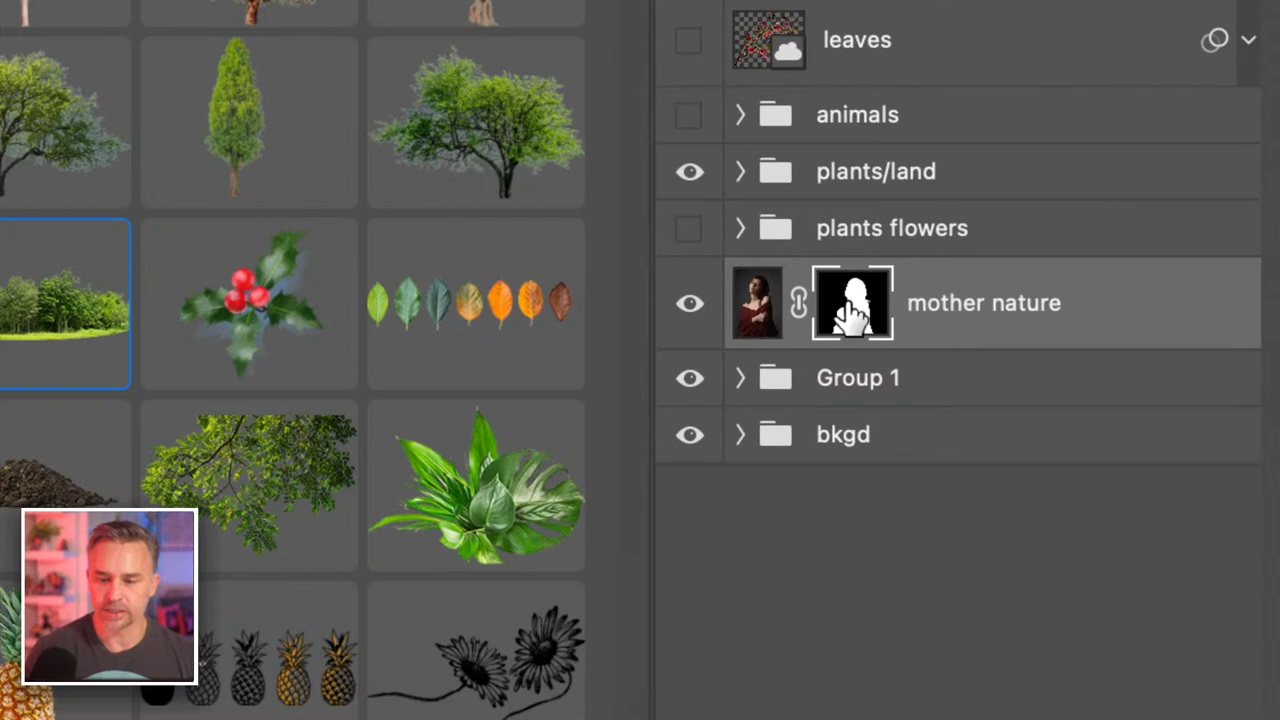 leaves
animals
plants/land
plants flowers
mother nature
Group 1
bkgd